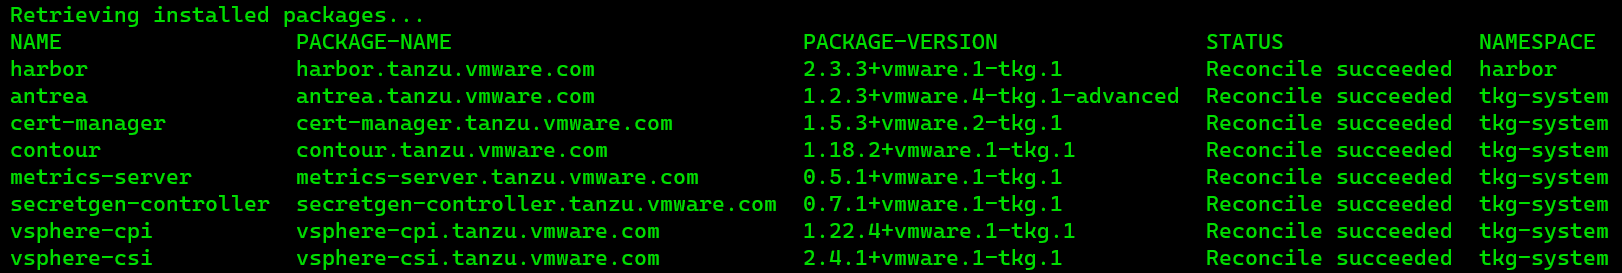 Retrieving installed packages...
NAME PACKAGE-NAME PACKAGE-VERSION STATUS NAMESPACE
harbor harbor.tanzu.vmware.com 2.3.3+vmware.1-tkg.1 Reconcile succeeded harbor
antrea antrea.tanzu.vmware.com 1.2.3+vmware.4-tkg.1-advanced Reconcile succeeded tkg-system
cert-manager cert-manager.tanzu.vmware.com 1.5.3+vmware.2-tkg.1 Reconcile succeeded tkg-system
contour contour.tanzu.vmware.com 1.18.2+vmware.1-tkg.1 Reconcile succeeded tkg-system
metrics-server metrics-server.tanzu.vmware.com 0.5.1+vmware.1-tkg.1 Reconcile succeeded tkg-system
secretgen-controller secretgen-controller.tanzu.vmware.com 0.7.1+vmware.1-tkg.1 Reconcile succeeded tkg-system
vsphere-cpi vsphere-cpi.tanzu.vmware.com 1.22.4+vmware.1-tkg.1 Reconcile succeeded tkg-system
vsphere-csi vsphere-csi.tanzu.vmware.com 2.4.1+vmware.1-tkg.1 Reconcile succeeded tkg-system